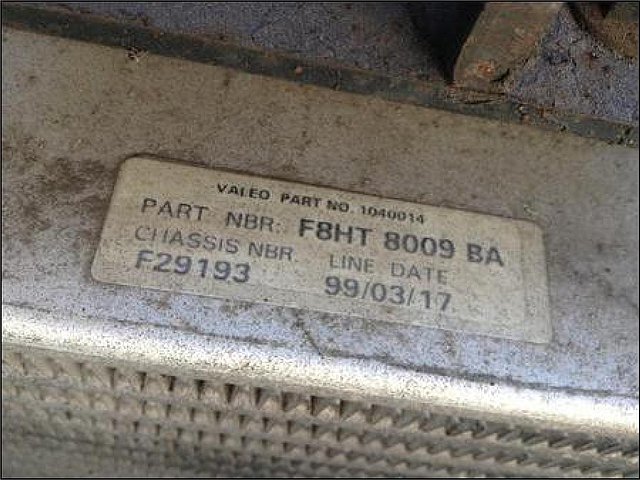 VALEO PART NO. 1040014
PART NBR: F8HT 8009 BA
CHASSIS NBR. LINE DATE
F29193 99/03/17